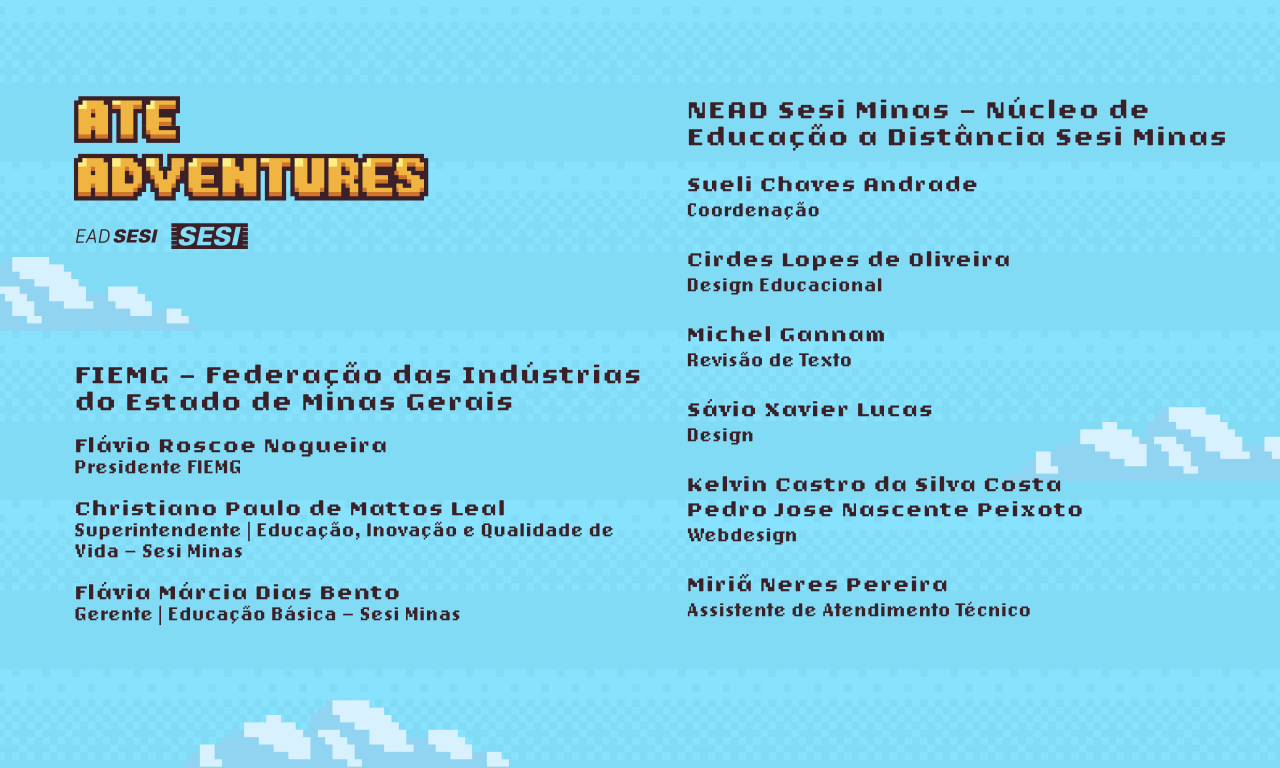 ATE
ADVENTURES
EAD SESI SESI
FIEMG – Federação das Indústrias
do Estado de Minas Gerais
Flávio Roscoe Nogueira
Presidente FIEMG
Christiano Paulo de Mattos Leal
Superintendente | Educação, Inovação e Qualidade de
Vida – Sesi Minas
Flávia Márcia Dias Bento
Gerente | Educação Básica – Sesi Minas
NEAD Sesi Minas – Núcleo de
Educação a Distância Sesi Minas
Sueli Chaves Andrade
Coordenação
Cirdes Lopes de Oliveira
Design Educacional
Michel Gannam
Revisão de Texto
Sávio Xavier Lucas
Design
Kelvin Castro da Silva Costa
Pedro Jose Nascente Peixoto
Webdesign
Miriã Neres Pereira
Assistente de Atendimento Técnico